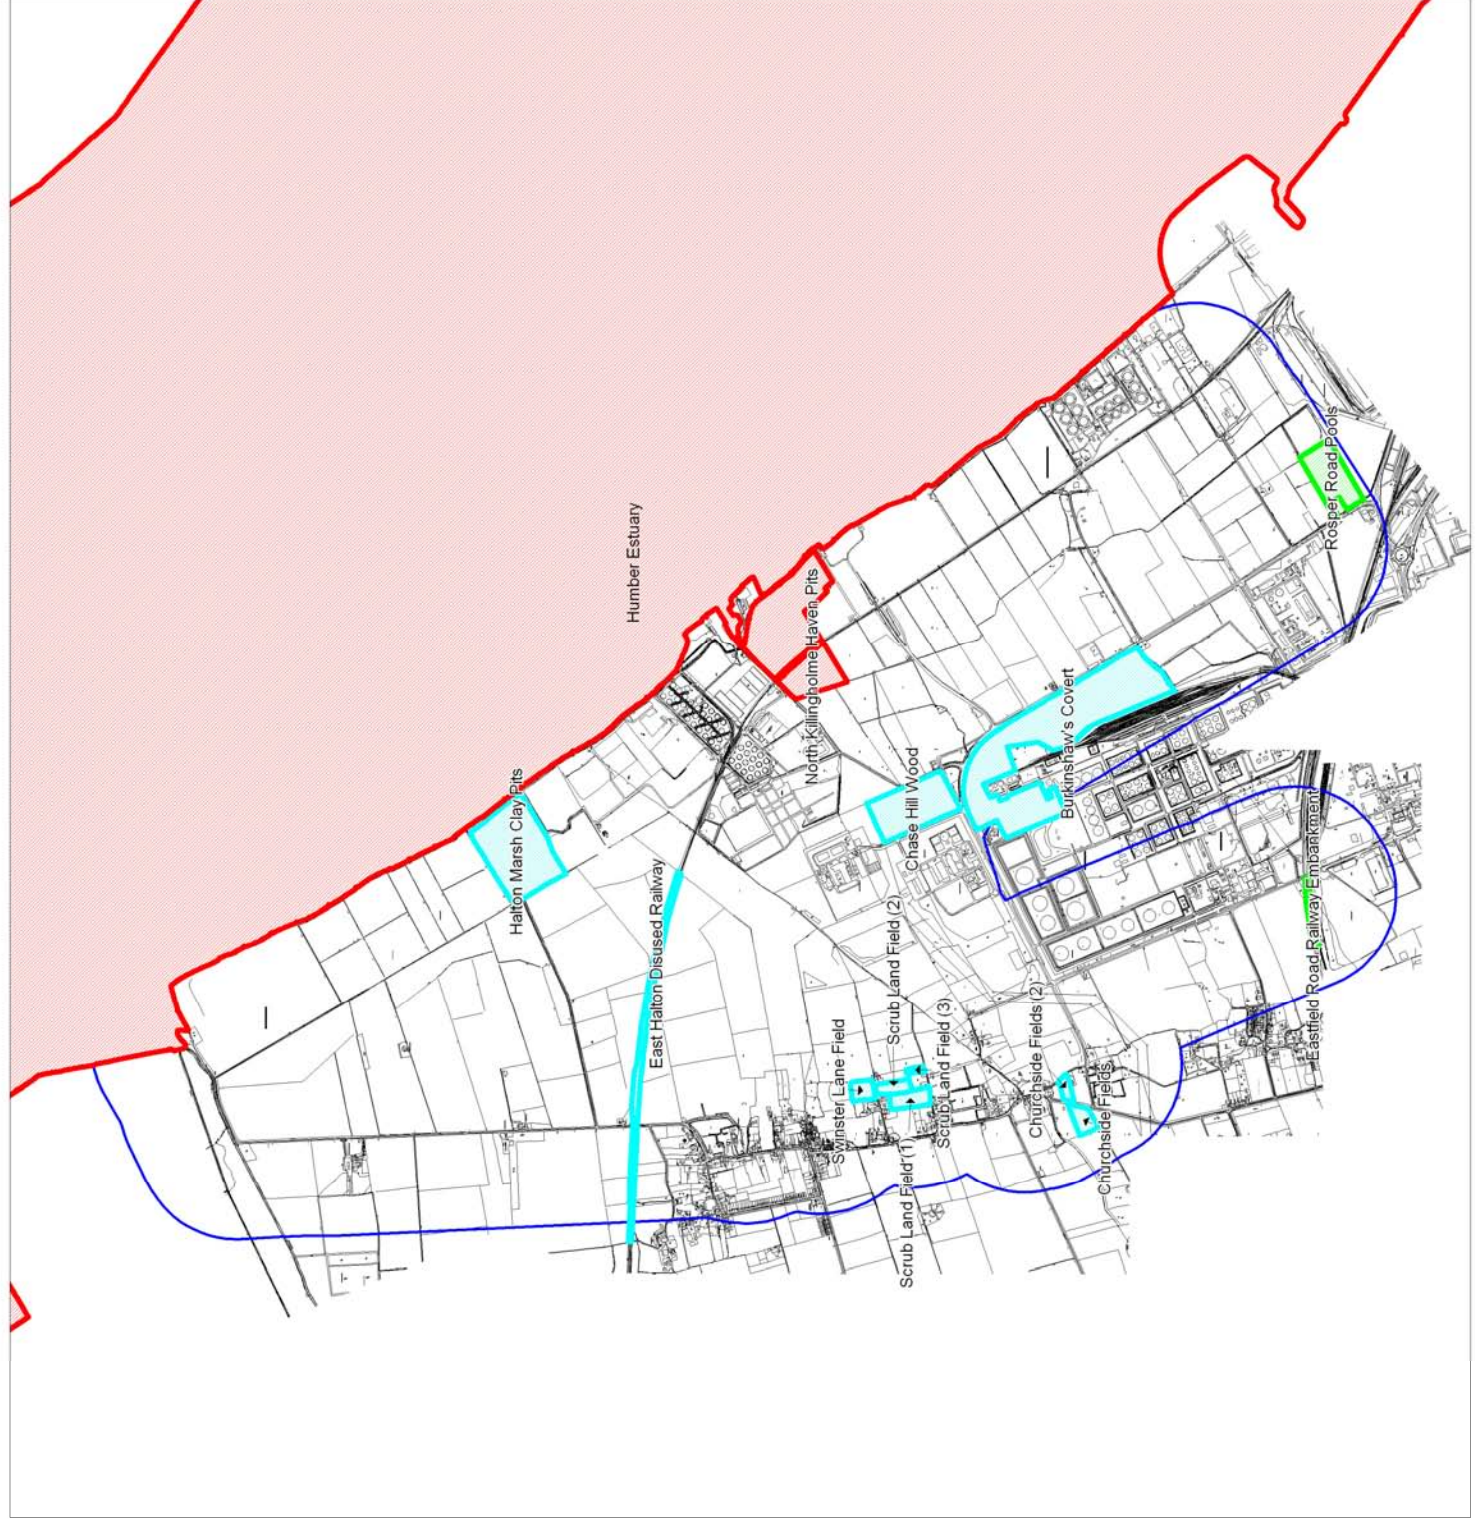 Humber Estuary
Halton Marsh Clay Pits
East Halton Disused Railway
North Killingholme Haven Pits
Rosper Road Pools
Chase Hill Wood
Burkinshaw's Covert
Swinster Lane Field
Scrub Land Field (2)
Scrub Land Field (1)
Scrub Land Field (3)
Churchside Fields (2)
Churchside Fields
Eastfield Road Railway Embankment